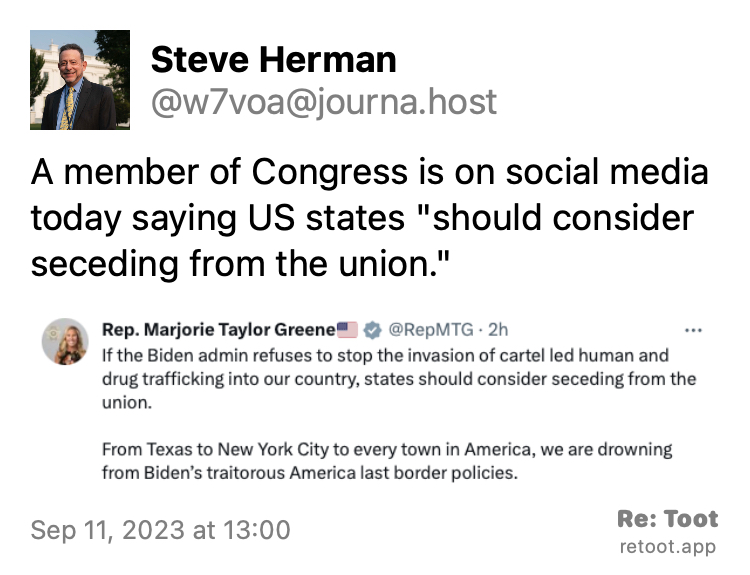 Steve Herman
@w7voa@journa.host
A member of Congress is on social media
today saying US states "should consider
seceding from the union."
Rep. Marjorie Taylor Greene🇺🇸 @RepMTG · 2h ...
If the Biden admin refuses to stop the invasion of cartel led human and
drug trafficking into our country, states should consider seceding from the
union.
From Texas to New York City to every town in America, we are drowning
from Biden's traitorous America last border policies.
Sep 11, 2023 at 13:00
Re: Toot
retoot.app